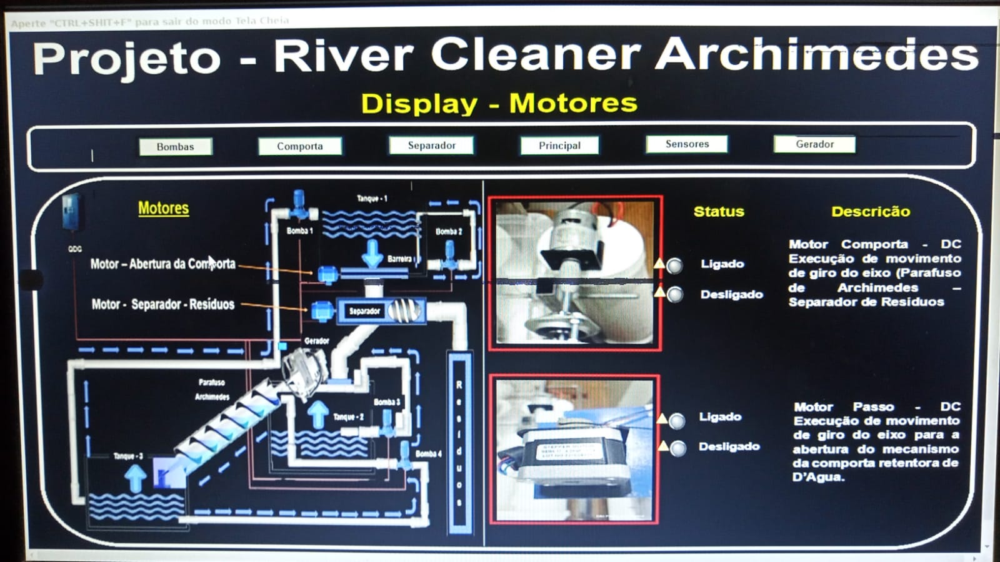 Aperte "CTRL+SHIT+F" para sair do modo Tela Cheia
Projeto - River Cleaner Archimedes
Display - Motores
Bombas
Comporta
Separador
Principal
Sensores
Gerador
Motores
QDG
Motor – Abertura da Comporta
Motor - Separador - Residuos
Tanque - 1
Bomba 1
Bomba 2
Barreira
Separador
Gerador
Parafuso
Archimedes
Bomba 3
Tanque - 2
Bomba 4
Tanque - 3
Resíduos
Status
Descrição
Ligado
Desligado
Motor Comporta - DC
Execução de movimento
de giro do eixo (Parafuso
de Archimedes –
Separador de Resíduos
STEPPER
Ligado
Desligado
Motor Passo - DC
Execução de movimento
de giro do eixo para a
abertura do mecanismo
da comporta retentora de
D'Agua.